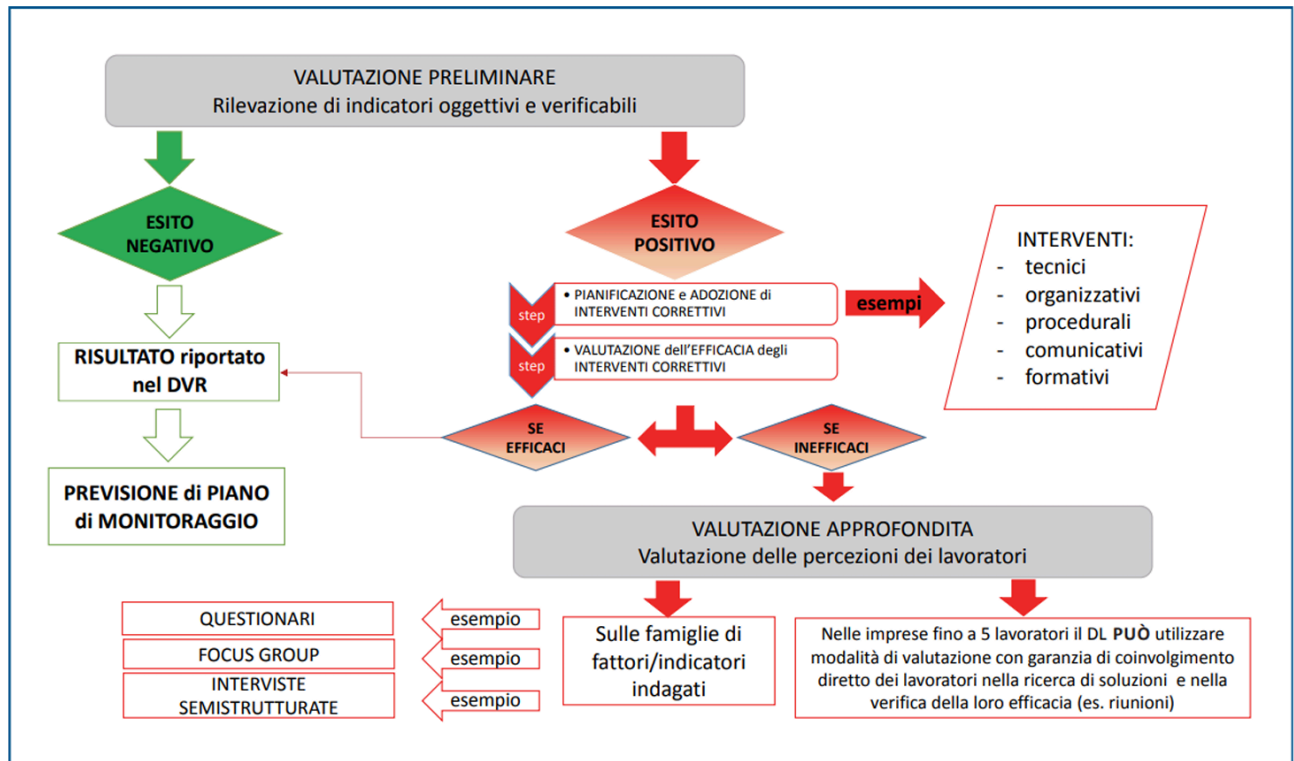 VALUTAZIONE PRELIMINARE
Rilevazione di indicatori oggettivi e verificabili
ESITO
NEGATIVO
ESITO
POSITIVO
INTERVENTI:
- tecnici
- organizzativi
- procedurali
- comunicativi
- formativi
step
• PIANIFICAZIONE e ADOZIONE di
INTERVENTI CORRETTIVI
esempi
step
• VALUTAZIONE dell'EFFICACIA degli
INTERVENTI CORRETTIVI
RISULTATO riportato
nel DVR
SE
EFFICACI
SE
INEFFICACI
PREVISIONE di PIANO
di MONITORAGGIO
VALUTAZIONE APPROFONDITA
Valutazione delle percezioni dei lavoratori
QUESTIONARI
esempio
FOCUS GROUP
esempio
INTERVISTE
SEMISTRUTTURATE
esempio
Sulle famiglie di
fattori/indicatori
indagati
Nelle imprese fino a 5 lavoratori il DL PUÒ utilizzare
modalità di valutazione con garanzia di coinvolgimento
diretto dei lavoratori nella ricerca di soluzioni e nella
verifica della loro efficacia (es. riunioni)